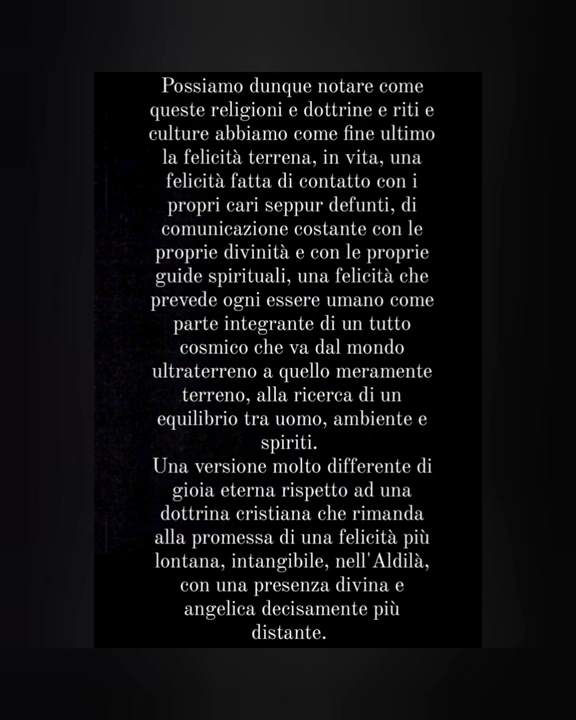 Possiamo dunque notare come
queste religioni e dottrine e riti e
culture abbiamo come fine ultimo
la felicità terrena, in vita, una
felicità fatta di contatto con i
propri cari seppur defunti, di
comunicazione costante con le
proprie divinità e con le proprie
guide spirituali, una felicità che
prevede ogni essere umano come
parte integrante di un tutto
cosmico che va dal mondo
ultraterreno a quello meramente
terreno, alla ricerca di un
equilibrio tra uomo, ambiente e
spiriti.
Una versione molto differente di
gioia eterna rispetto ad una
dottrina cristiana che rimanda
alla promessa di una felicità più
lontana, intangibile, nell'Aldilà,
con una presenza divina e
angelica decisamente più
distante.